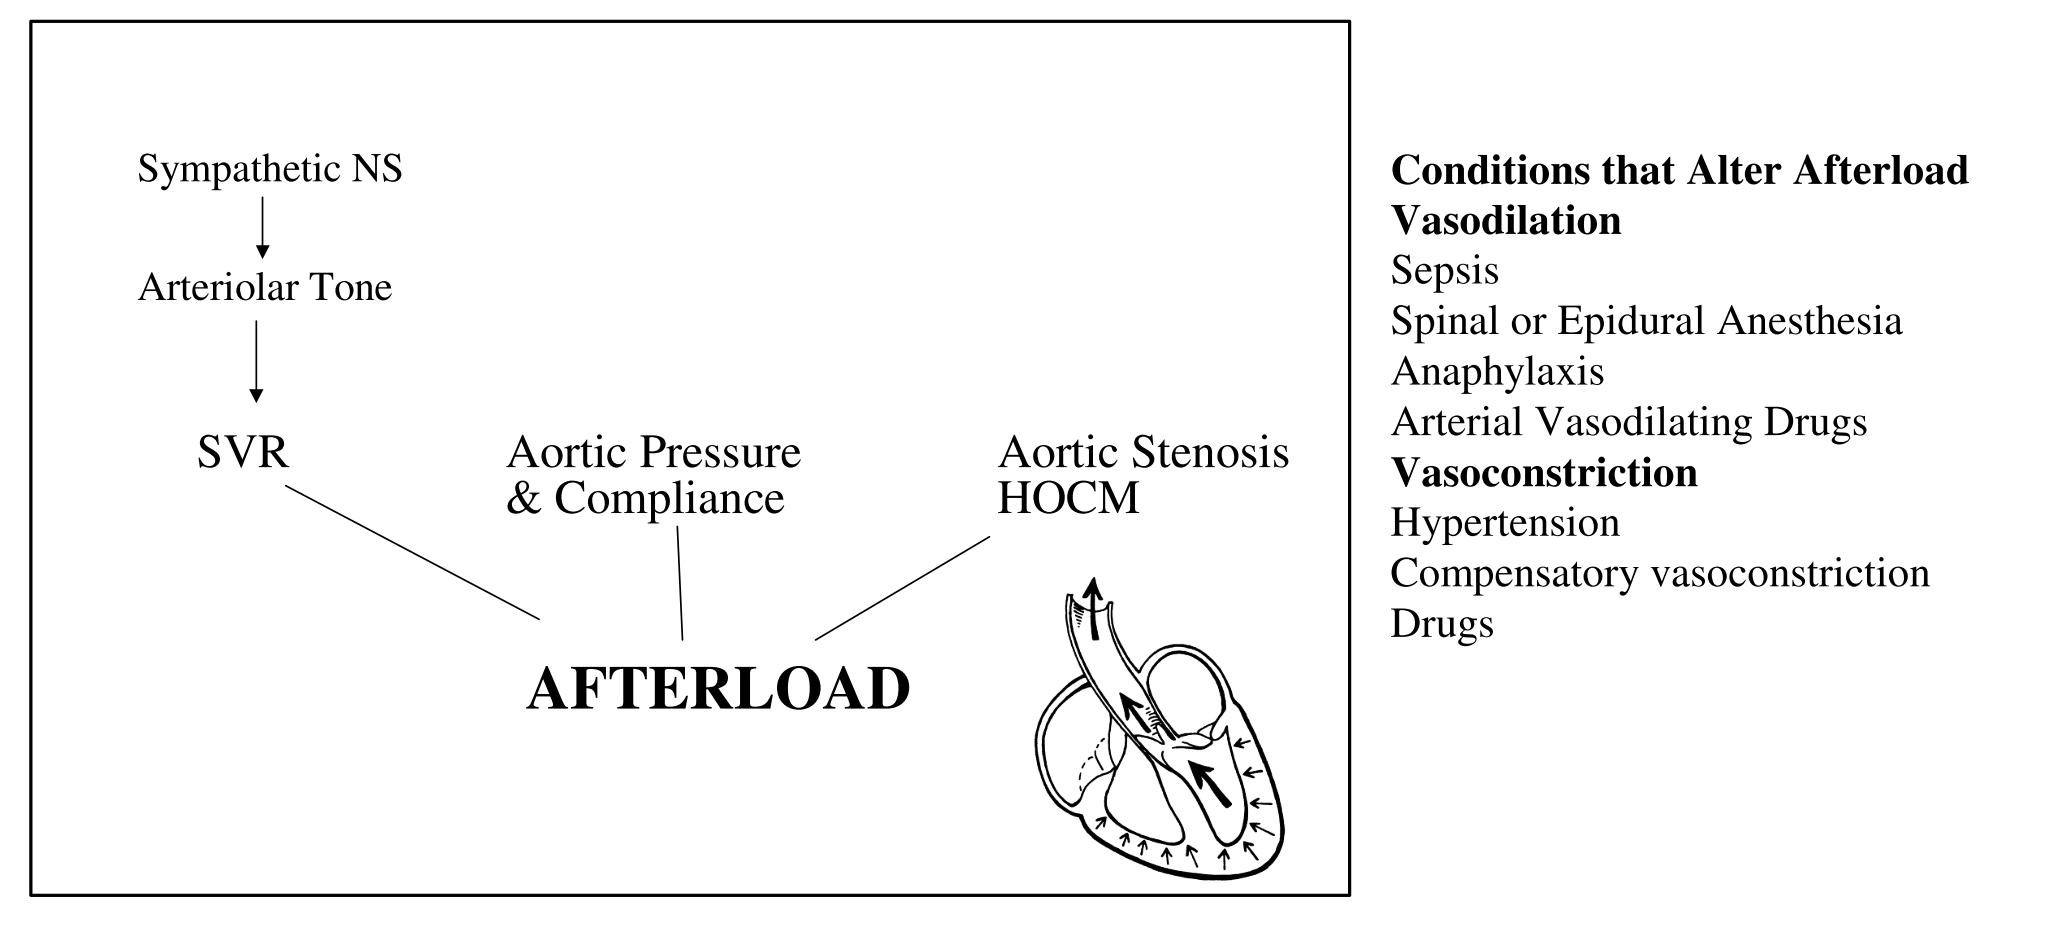 Sympathetic NS
Arteriolar Tone
SVR
Aortic Pressure
& Compliance
Aortic Stenosis
HOCM
AFTERLOAD
Conditions that Alter Afterload
Vasodilation
Sepsis
Spinal or Epidural Anesthesia
Anaphylaxis
Arterial Vasodilating Drugs
Vasoconstriction
Hypertension
Compensatory vasoconstriction
Drugs